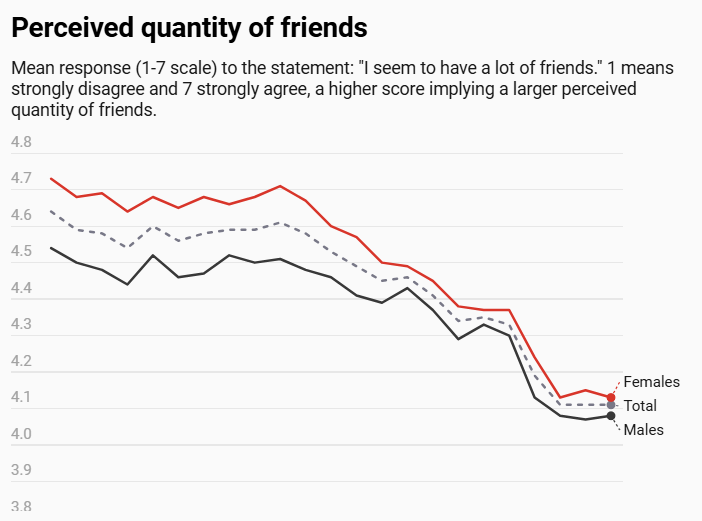 Perceived quantity of friends
Mean response (1-7 scale) to the statement: "I seem to have a lot of friends." 1 means
strongly disagree and 7 strongly agree, a higher score implying a larger perceived
quantity of friends.
4.8
4.7
4.6
4.5
4.4
4.3
4.2
4.1
4.0
3.9
3.8
Females
Total
Males